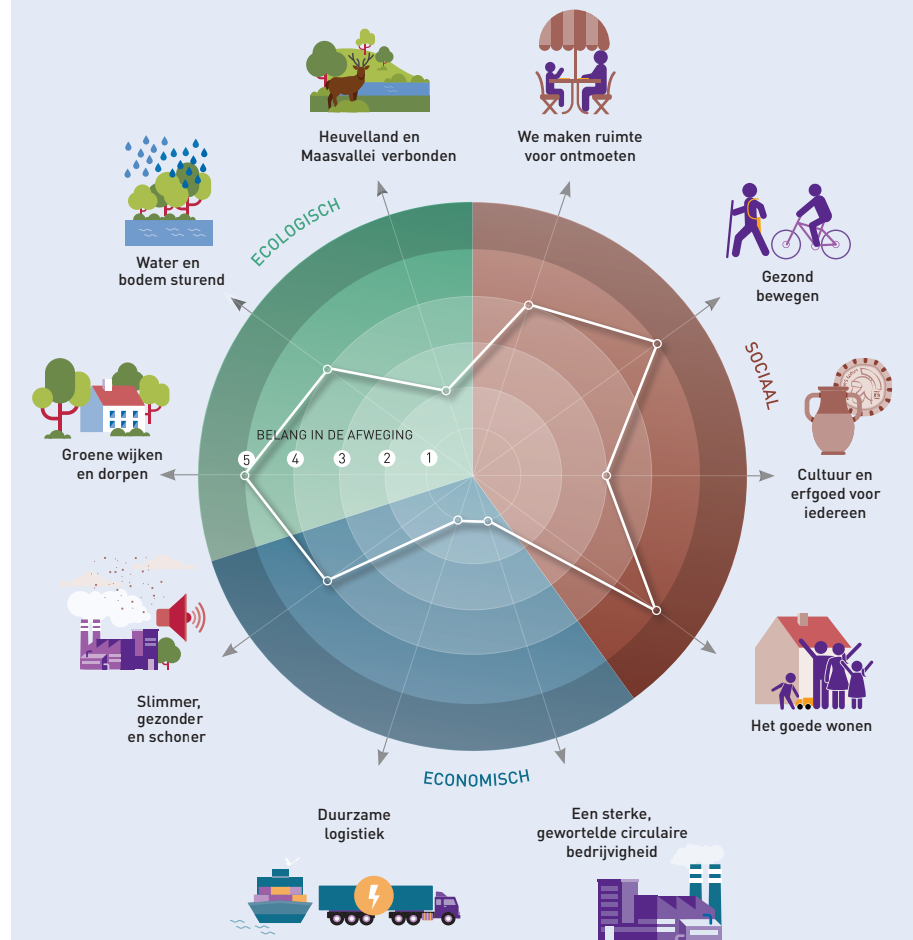 Heuvelland en
Maasvallei verbonden
We maken ruimte
voor ontmoeten
Water en
bodem sturend
ECOLOGISCH
Gezond
bewegen
SOCIAAL
Groene wijken
en dorpen
BELANG IN DE AFWEGING
5 4 3 2 1
Cultuur en
erfgoed voor
iedereen
Slimmer,
gezonder
en schoner
Het goede wonen
ECONOMISCH
Duurzame
logistiek
Een sterke,
gewortelde circulaire
bedrijvigheid